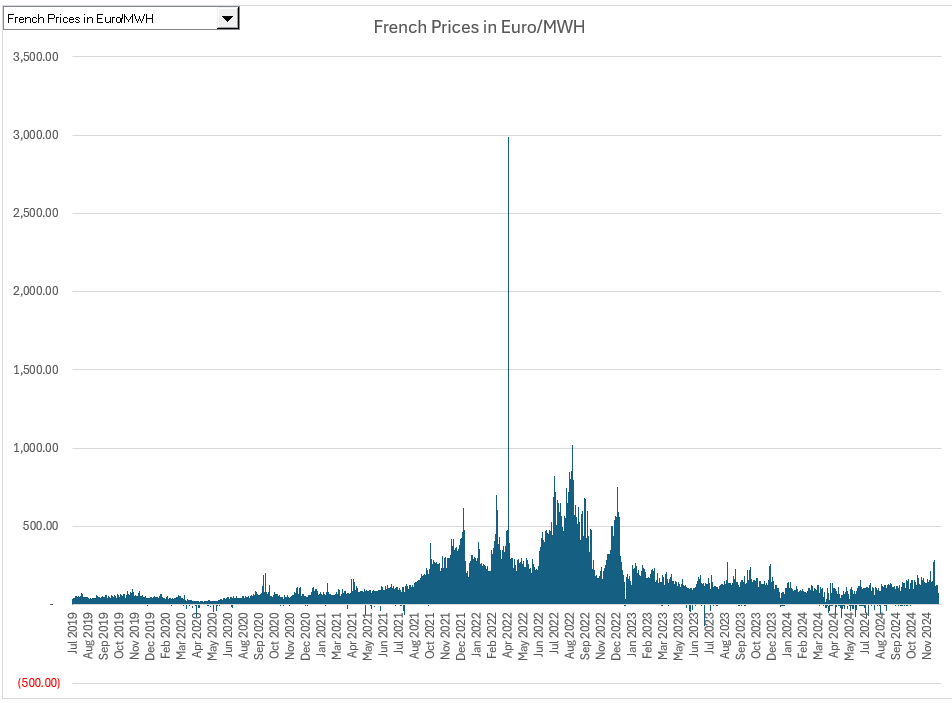 French Prices in Euro/MWH
French Prices in Euro/MWH
3,500.00
3,000.00
2,500.00
2,000.00
1,500.00
1,000.00
500.00
-
(500.00)
Jul 2019
Aug 2019
Sep 2019
Oct 2019
Nov 2019
Dec 2019
Feb 2020
Mar 2020
Apr 2020
May 2020
Jun 2020
Jul 2020
Sep 2020
Oct 2020
Nov 2020
Dec 2020
Jan 2021
Mar 2021
Apr 2021
May 2021
Jun 2021
Jul 2021
Aug 2021
Oct 2021
Nov 2021
Dec 2021
Jan 2022
Feb 2022
Apr 2022
May 2022
Jun 2022
Jul 2022
Aug 2022
Sep 2022
Nov 2022
Dec 2022
Jan 2023
Feb 2023
Mar 2023
May 2023
Jun 2023
Jul 2023
Aug 2023
Sep 2023
Oct 2023
Dec 2023
Jan 2024
Feb 2024
Mar 2024
Apr 2024
May 2024
Jul 2024
Aug 2024
Sep 2024
Oct 2024
Nov 2024